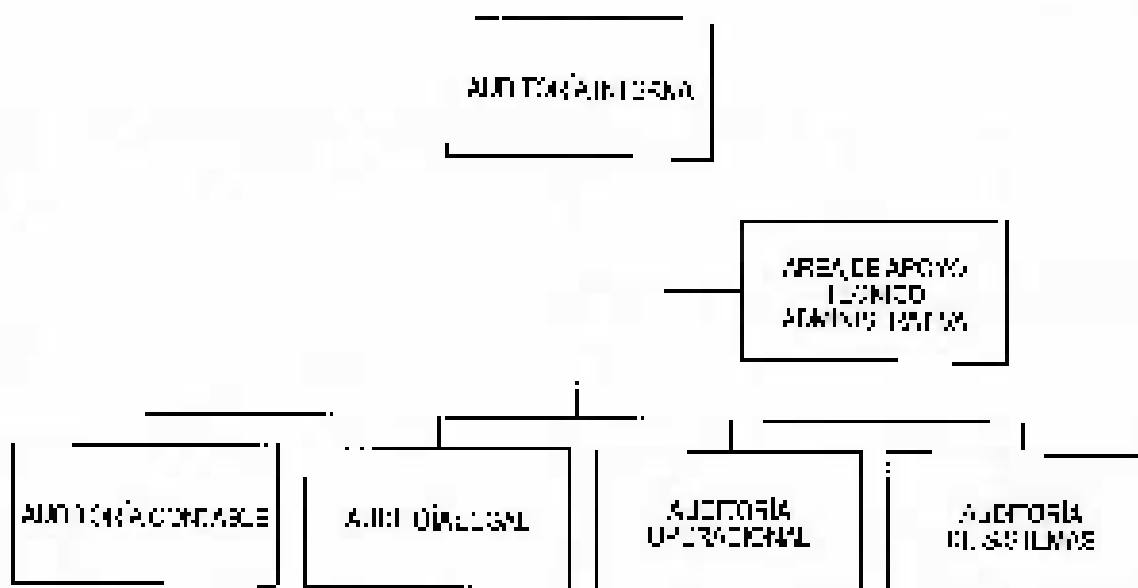 AUDITORÍA INTERNA
AREA DE APOYO
TECNICO
ADMINISTRATIVA
AUDITORÍA CONTABLE
AUDITORÍA LEGAL
AUDITORÍA
OPERACIONAL
AUDITORÍA
DE SISTEMAS